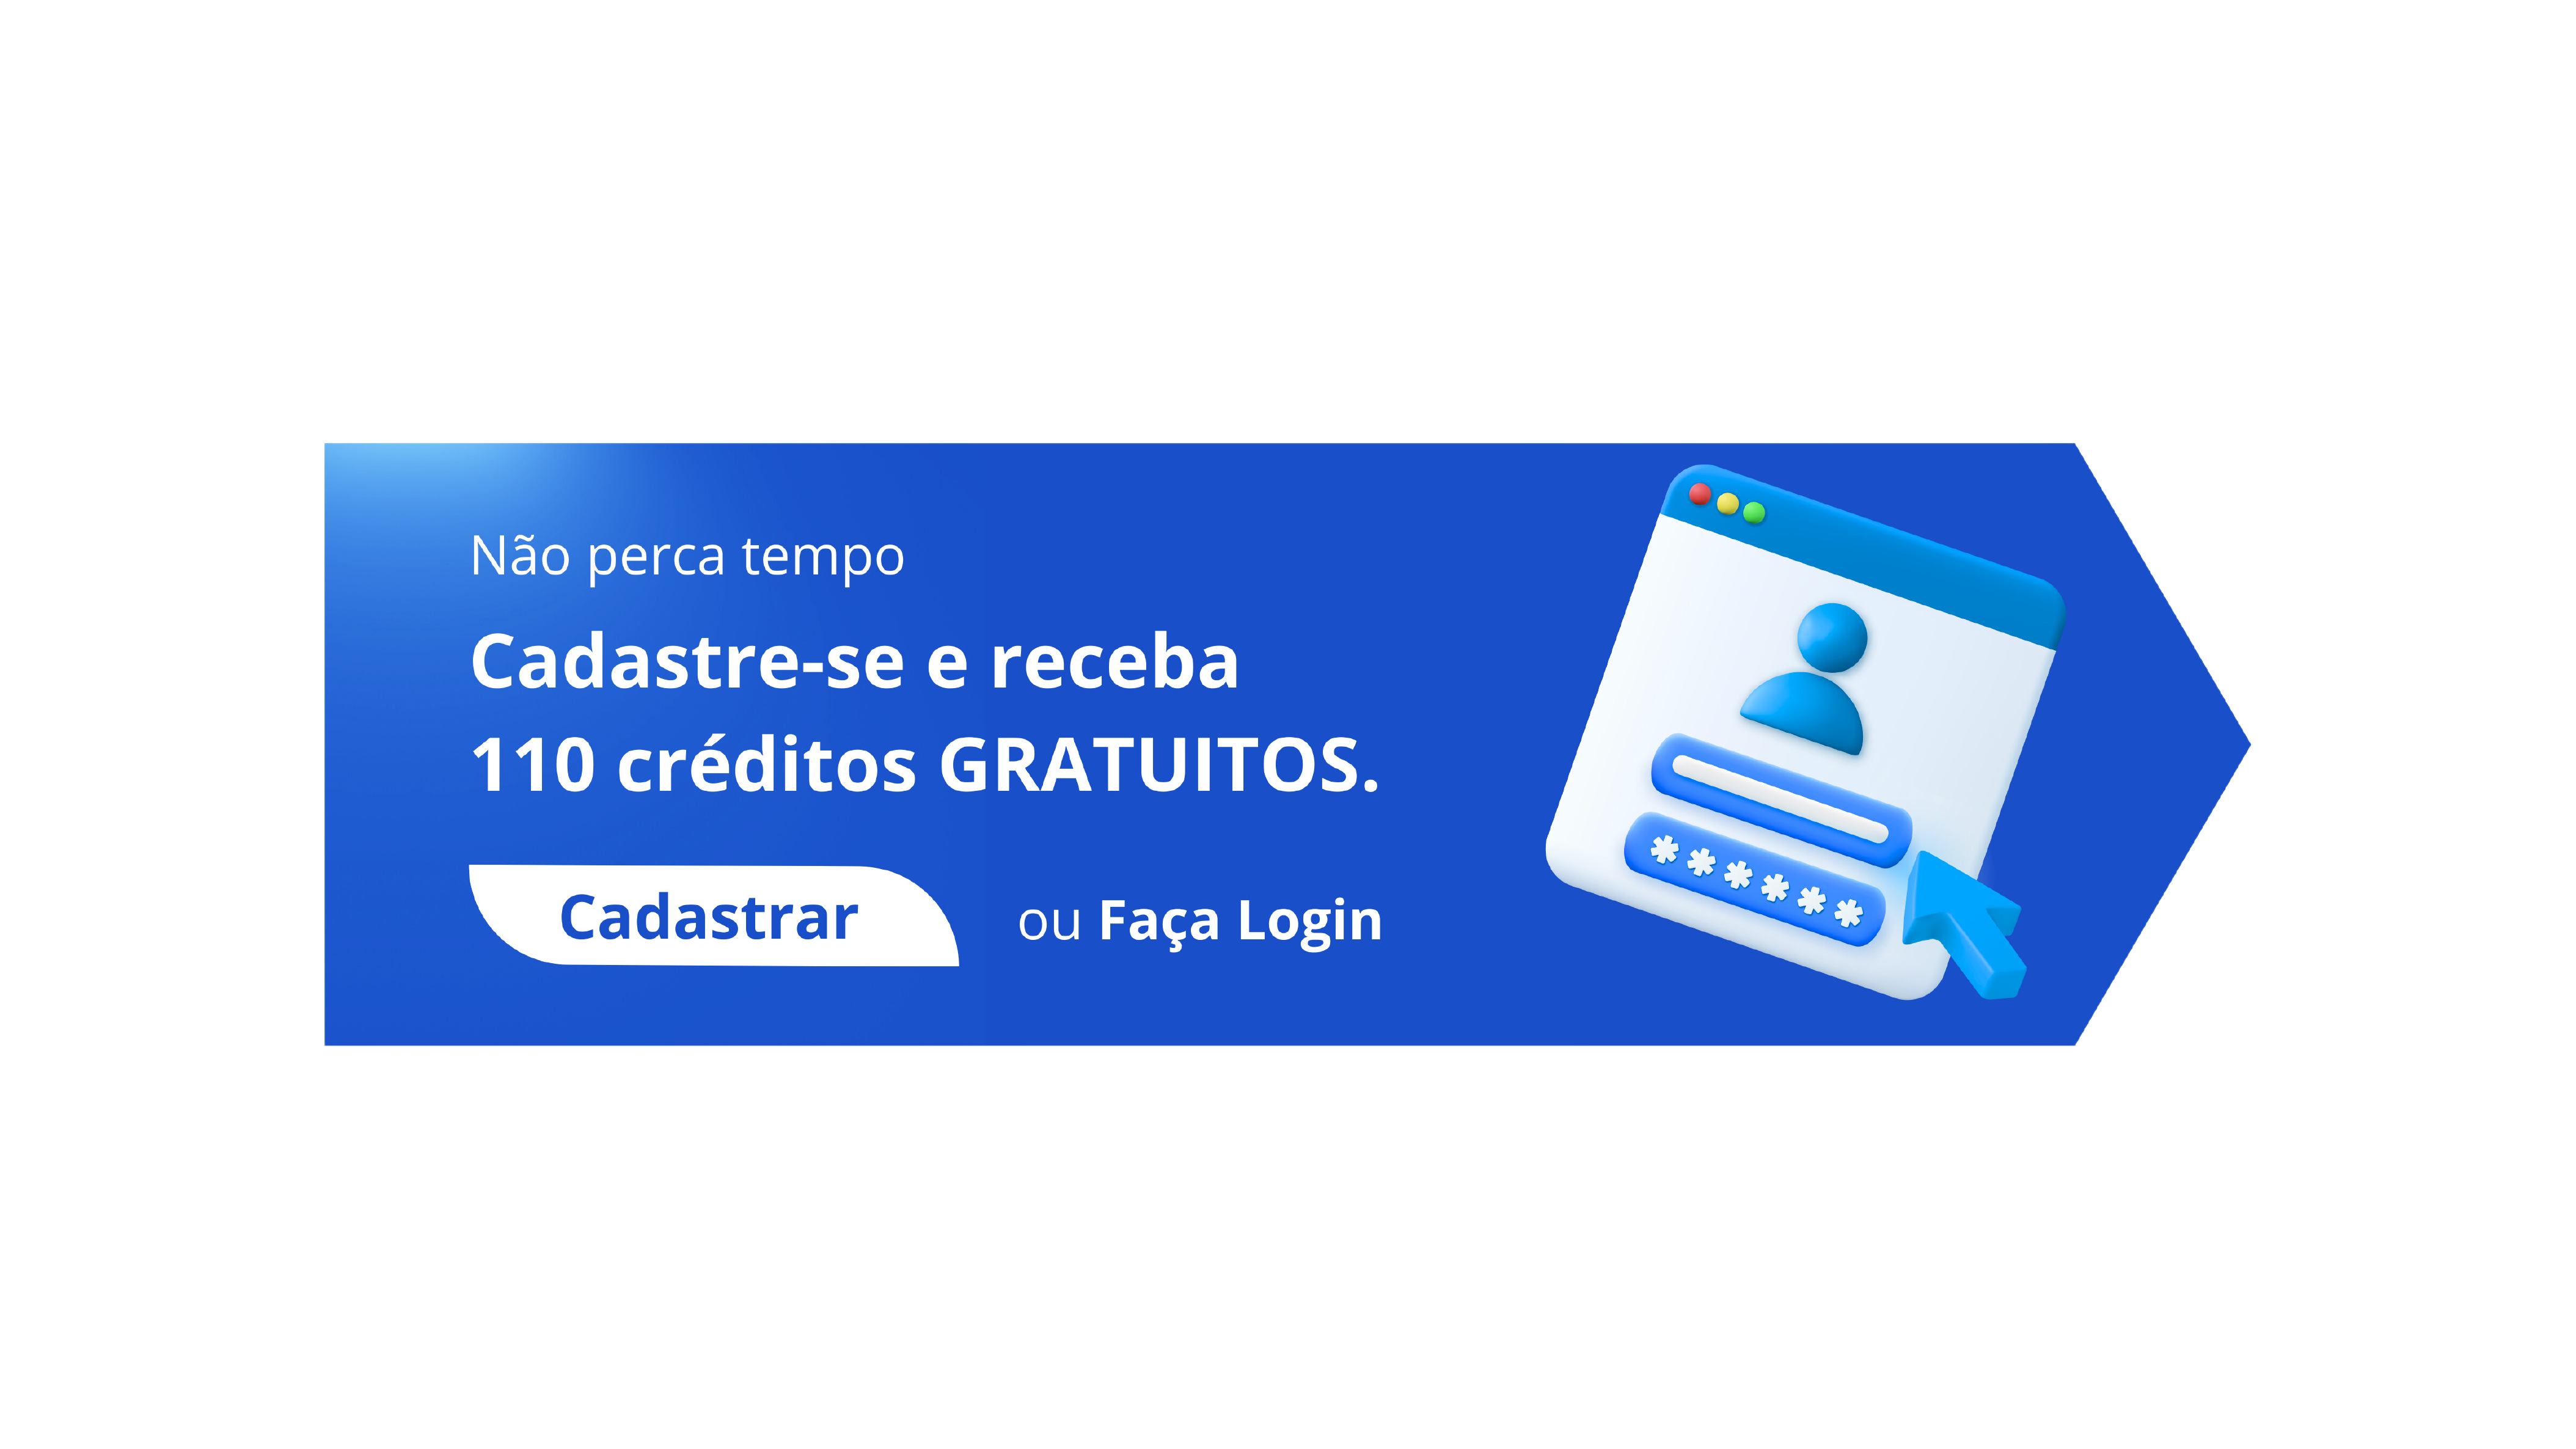 Não perca tempo
Cadastre-se e receba
110 créditos GRATUITOS.
Cadastrar
ou Faça Login
******